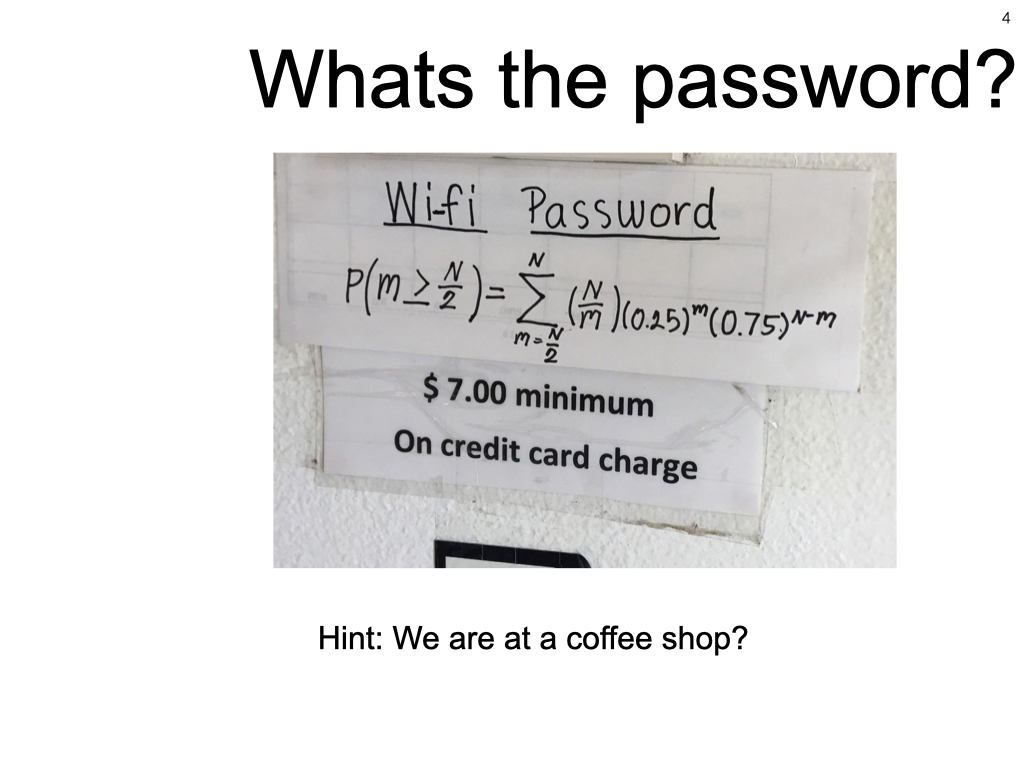 4
Whats the password?
Wi-fi Password
P(m ≥ N/2) = ∑_{m=N/2}^{N} (N/m)(0.25)^m(0.75)^{N-m}
$ 7.00 minimum
On credit card charge
Hint: We are at a coffee shop?